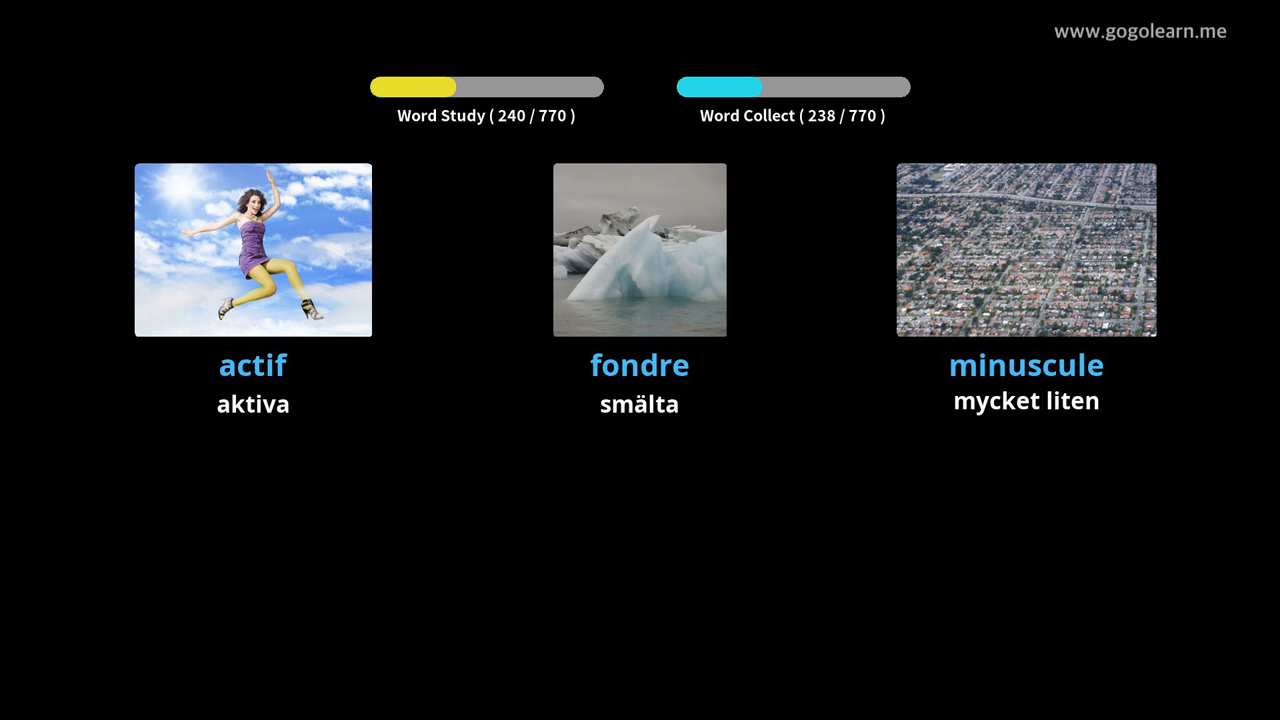 www.gogolearn.me
Word Study ( 240 / 770 )
Word Collect ( 238 / 770 )
actif
fondre
minuscule
aktiva
smälta
mycket liten